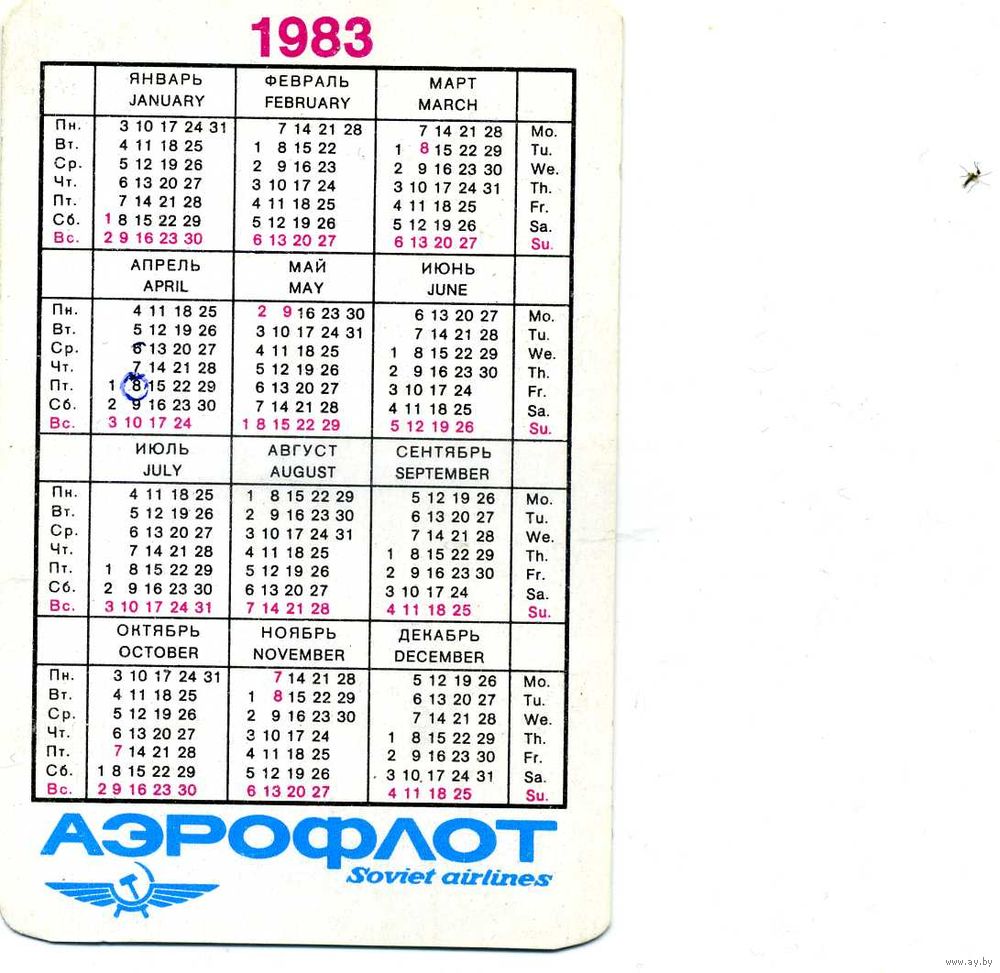 1983
ЯНВАРЬ ФЕВРАЛЬ МАРТ
JANUARY FEBRUARY MARCH
Пн. 3 10 17 24 31 7 14 21 28 7 14 21 28 Mo.
Вт. 4 11 18 25 1 8 15 22 1 8 15 22 29 Tu.
Ср. 5 12 19 26 2 9 16 23 2 9 16 23 30 We.
Чт. 6 13 20 27 3 10 17 24 3 10 17 24 31 Th.
Пт. 7 14 21 28 4 11 18 25 4 11 18 25 Fr.
Сб. 1 8 15 22 29 5 12 19 26 5 12 19 26 Sa.
Вс. 2 9 16 23 30 6 13 20 27 6 13 20 27 Su.
АПРЕЛЬ МАЙ ИЮНЬ
APRIL MAY JUNE
Пн. 4 11 18 25 2 9 16 23 30 6 13 20 27 Mo.
Вт. 5 12 19 26 3 10 17 24 31 7 14 21 28 Tu.
Ср. 6 13 20 27 4 11 18 25 1 8 15 22 29 We.
Чт. 7 14 21 28 5 12 19 26 2 9 16 23 30 Th.
Пт. 1 8 15 22 29 6 13 20 27 3 10 17 24 Fr.
Сб. 2 9 16 23 30 7 14 21 28 4 11 18 25 Sa.
Вс. 3 10 17 24 1 8 15 22 29 5 12 19 26 Su.
ИЮЛЬ АВГУСТ СЕНТЯБРЬ
JULY AUGUST SEPTEMBER
Пн. 4 11 18 25 1 8 15 22 29 5 12 19 26 Mo.
Вт. 5 12 19 26 2 9 16 23 30 6 13 20 27 Tu.
Ср. 6 13 20 27 3 10 17 24 31 7 14 21 28 We.
Чт. 7 14 21 28 4 11 18 25 1 8 15 22 29 Th.
Пт. 1 8 15 22 29 5 12 19 26 2 9 16 23 30 Fr.
Сб. 2 9 16 23 30 6 13 20 27 3 10 17 24 Sa.
Вс. 3 10 17 24 31 7 14 21 28 4 11 18 25 Su.
ОКТЯБРЬ НОЯБРЬ ДЕКАБРЬ
OCTOBER NOVEMBER DECEMBER
Пн. 3 10 17 24 31 7 14 21 28 5 12 19 26 Mo.
Вт. 4 11 18 25 1 8 15 22 29 6 13 20 27 Tu.
Ср. 5 12 19 26 2 9 16 23 30 7 14 21 28 We.
Чт. 6 13 20 27 3 10 17 24 1 8 15 22 29 Th.
Пт. 7 14 21 28 4 11 18 25 2 9 16 23 30 Fr.
Сб. 1 8 15 22 29 5 12 19 26 3 10 17 24 31 Sa.
Вс. 2 9 16 23 30 6 13 20 27 4 11 18 25 Su.
АЭРОФЛОТ
Soviet airlines
www.ay.by